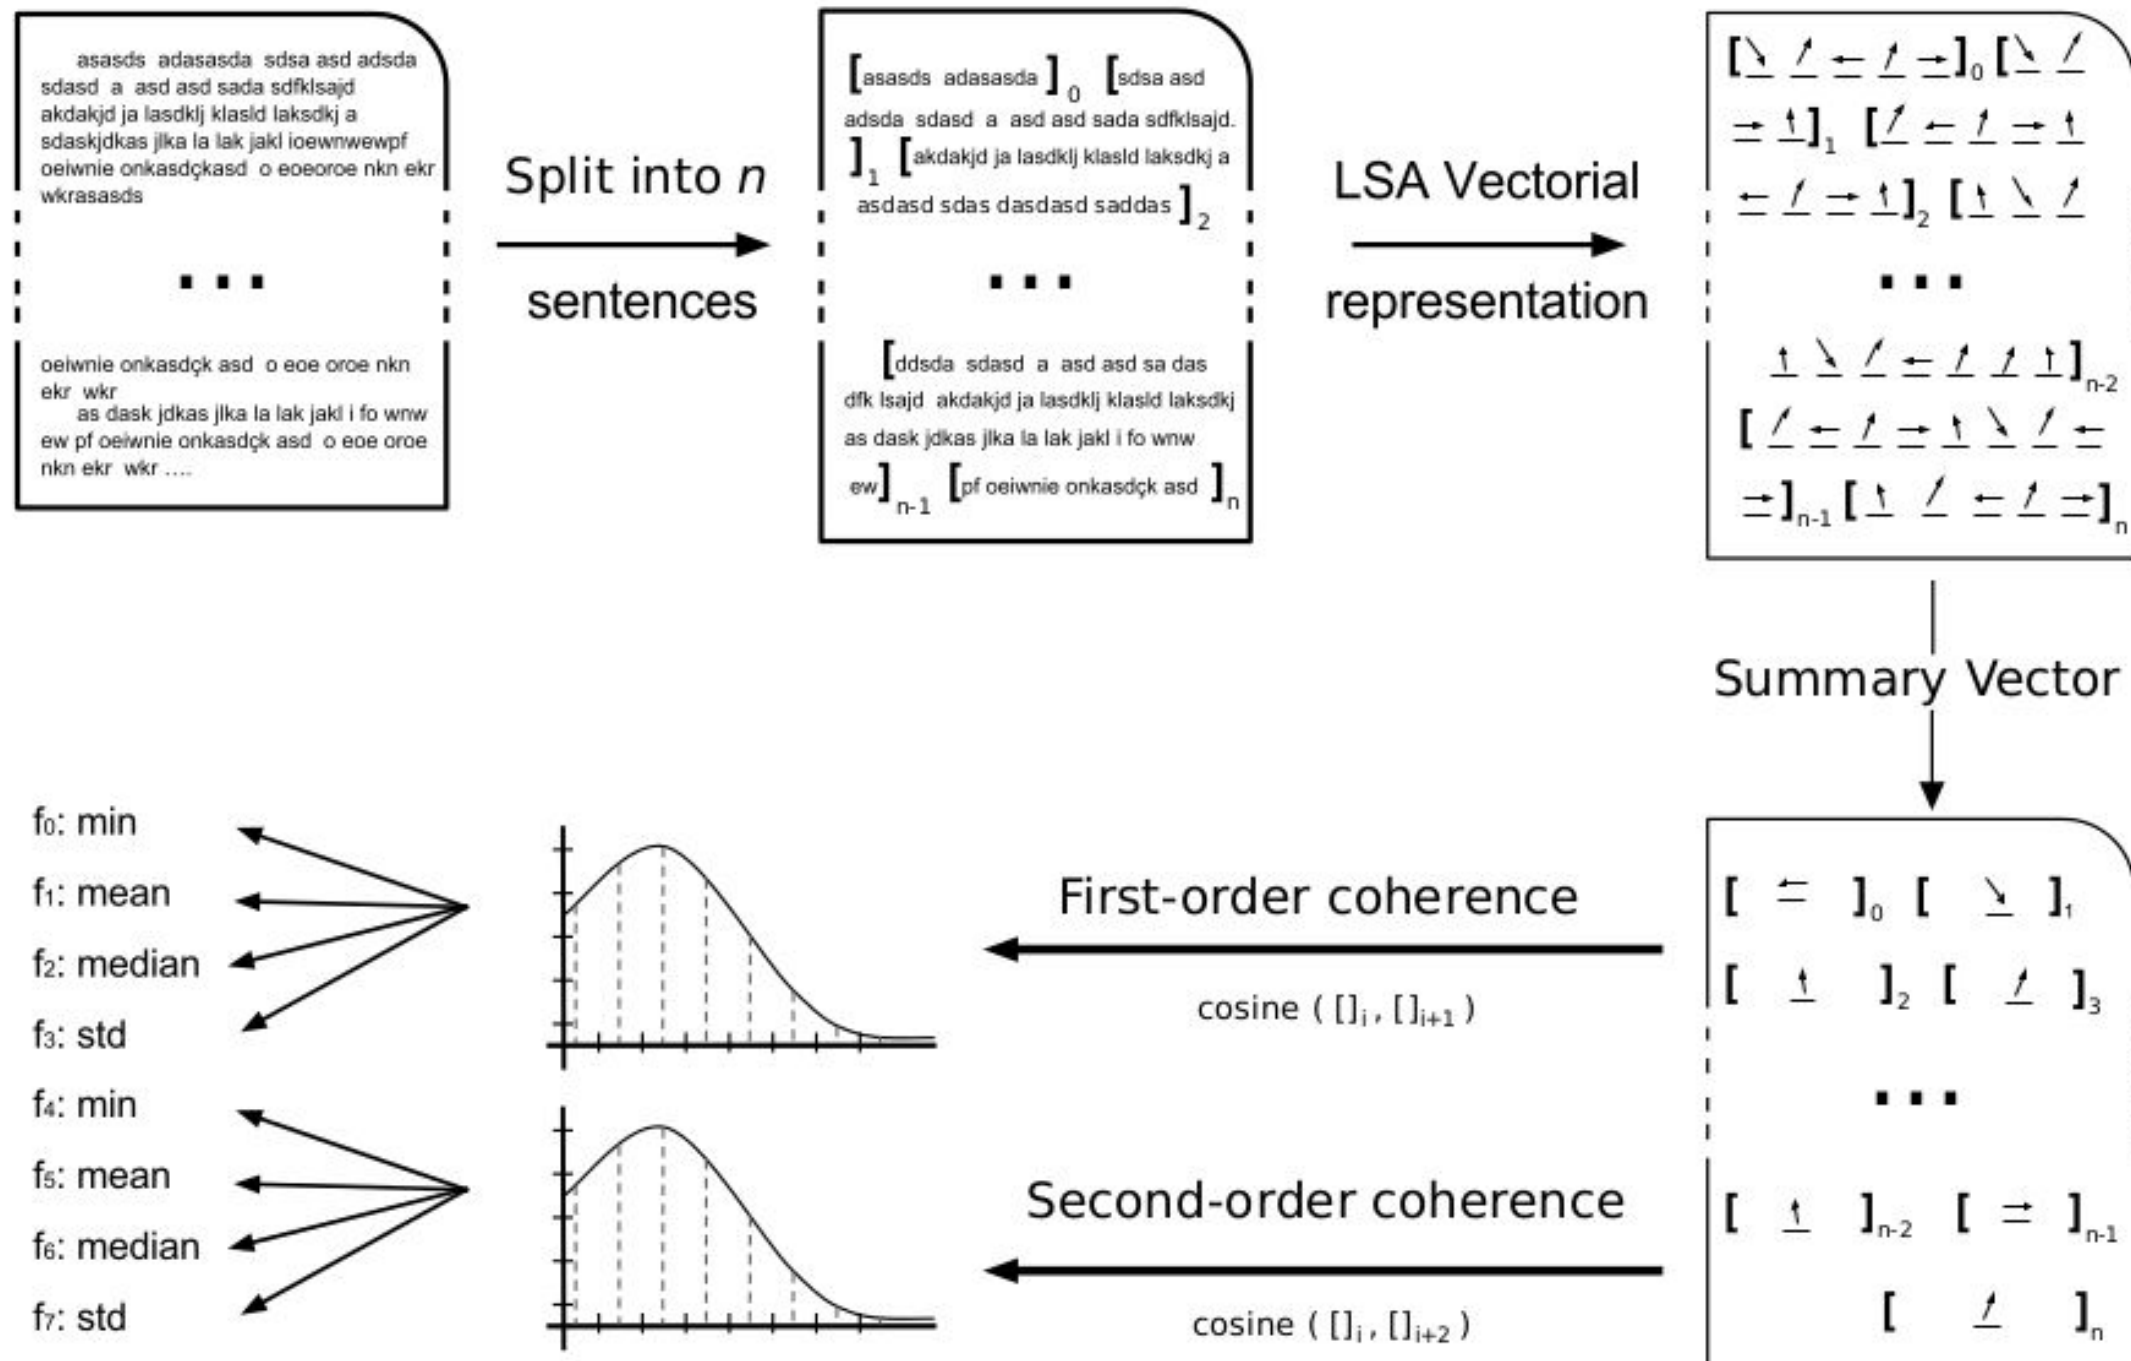 asasds adasasda sdsa asd adsda
sdasd a asd asd sada sdfklsajd
akdakjd ja lasdklj klasld laksdkj a
sdaskjdkas jlka la lak jakl ioewnwewpf
oeiwnie onkasdçkasd o eoeoroe nkn ekr
wkrasasds
...
oeiwnie onkasdçk asd o eoe oroe nkn
ekr wkr
as dask jdkas jlka la lak jakl i fo wnw
ew pf oeiwnie onkasdçk asd o eoe oroe
nkn ekr wkr ....
Split into n
sentences
[asasds adasasda]0 [sdsa asd
adsda sdasd a asd asd sada sdfklsajd.
]1 [akdakjd ja lasdklj klasld laksdkj a
asdasd sdas dasdasd saddas]2
...
[ddsda sdasd a asd asd sa das
dfk lsajd akdakjd ja lasdklj klasld laksdkj
as dask jdkas jlka la lak jakl i fo wnw
ew]n-1 [pf oeiwnie onkasdçk asd ]n
LSA Vectorial
representation
[↘ ↗ ← ↗ →]0 [↘ ↗
→ ↑]1 [↗ ← ↗ → ↑
← ↗ → ↑]2 [↑ ↘ ↗
...
↑ ↘ ↗ ← ↗ ↗ ↑]n-2
[↗ ← ↗ → ↑ ↘ ↗ ←
→]n-1 [↑ ↗ ← ↗ →]n
Summary Vector
[ ← ]0 [ ↘ ]1
[ ↑ ]2 [ ↗ ]3
...
[ ↑ ]n-2 [ → ]n-1
[ ↗ ]n
First-order coherence
cosine ( []i , []i+1 )
f0: min
f1: mean
f2: median
f3: std
Second-order coherence
cosine ( []i , []i+2 )
f4: min
f5: mean
f6: median
f7: std